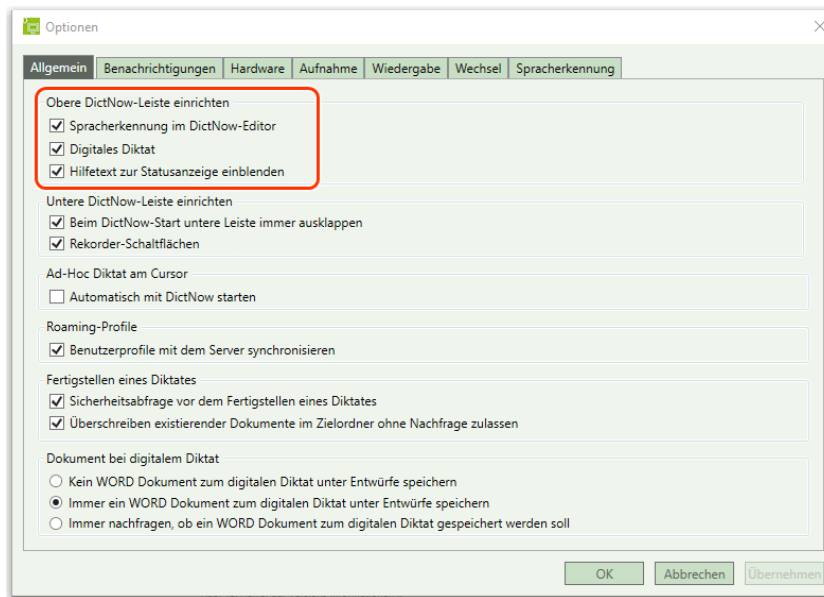 Optionen
Allgemein Benachrichtigungen Hardware Aufnahme Wiedergabe Wechsel Spracherkennung
Obere DictNow-Leiste einrichten
Spracherkennung im DictNow-Editor
Digitales Diktat
Hilfetext zur Statusanzeige einblenden
Untere DictNow-Leiste einrichten
Beim DictNow-Start untere Leiste immer ausklappen
Rekorder-Schaltflächen
Ad-Hoc Diktat am Cursor
Automatisch mit DictNow starten
Roaming-Profile
Benutzerprofile mit dem Server synchronisieren
Fertigstellen eines Diktates
Sicherheitsabfrage vor dem Fertigstellen eines Diktates
Überschreiben existierender Dokumente im Zielordner ohne Nachfrage zulassen
Dokument bei digitalem Diktat
Kein WORD Dokument zum digitalen Diktat unter Entwürfe speichern
Immer ein WORD Dokument zum digitalen Diktat unter Entwürfe speichern
Immer nachfragen, ob ein WORD Dokument zum digitalen Diktat gespeichert werden soll
OK Abbrechen Übernehmen